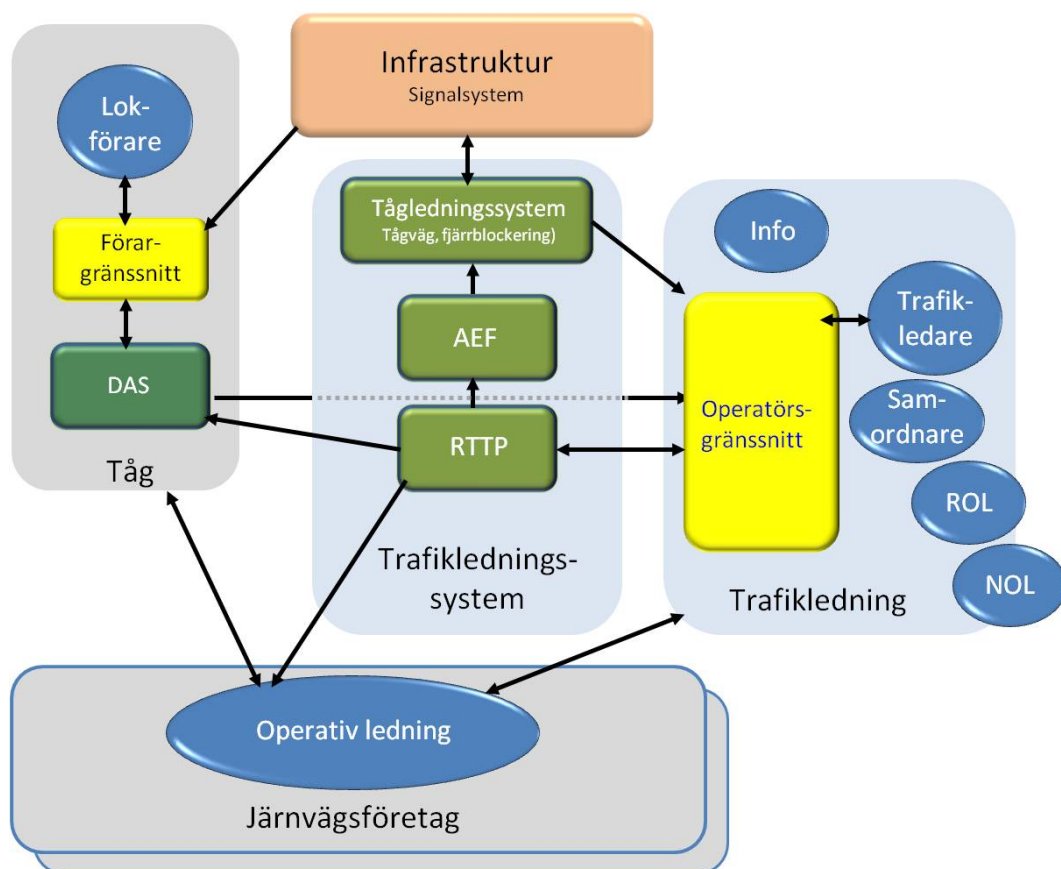 Infrastruktur
Signalsystem
Lok-
förare
Förar-
gränssnitt
DAS
Tåg
Tågledningssystem
Tågväg, fjärrblockering)
AEF
RTTP
Trafiklednings-
system
Info
Trafik-
ledare
Operatörs-
gränssnitt
Sam-
ordnare
ROL
NOL
Trafikledning
Operativ ledning
Järnvägsföretag